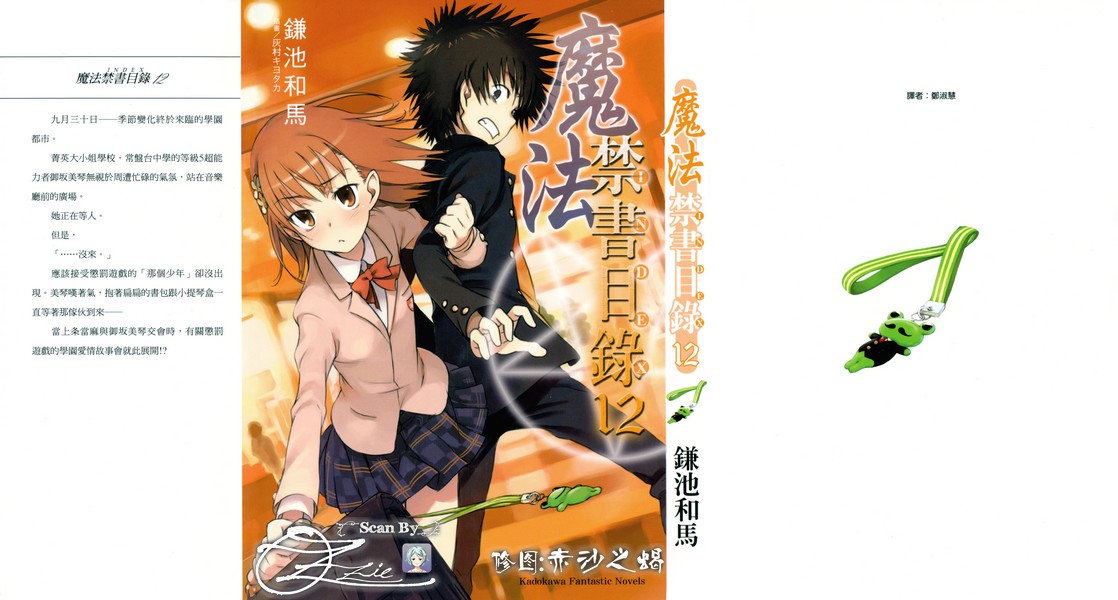 INDEX
魔法禁書目錄 12
九月三十日——季節變化終於來臨的學園
都市。
菁英大小姐學校,常盤台中學的等級5超能
力者御坂美琴無視於周遭忙碌的氣氛,站在音樂
廳前的廣場。
她正在等人。
但是,
「……沒來。」
應該接受懲罰遊戲的「那個少年」卻沒出
現。美琴嘆著氣,抱著扁扁的書包跟小提琴盒一
直等著那傢伙到來——
當上条當麻與御坂美琴交會時,有關懲罰
遊戲的學園愛情故事會就此展開!?
鎌池和馬
插畫/灰村キヨタカ
魔法禁書目錄 12
INDEX
Scan By
Ozzie
修图:赤沙之蝎
Kadokawa Fantastic Novels
魔法禁書目錄 12
INDEX
鎌池和馬
譯者:鄭淑慧